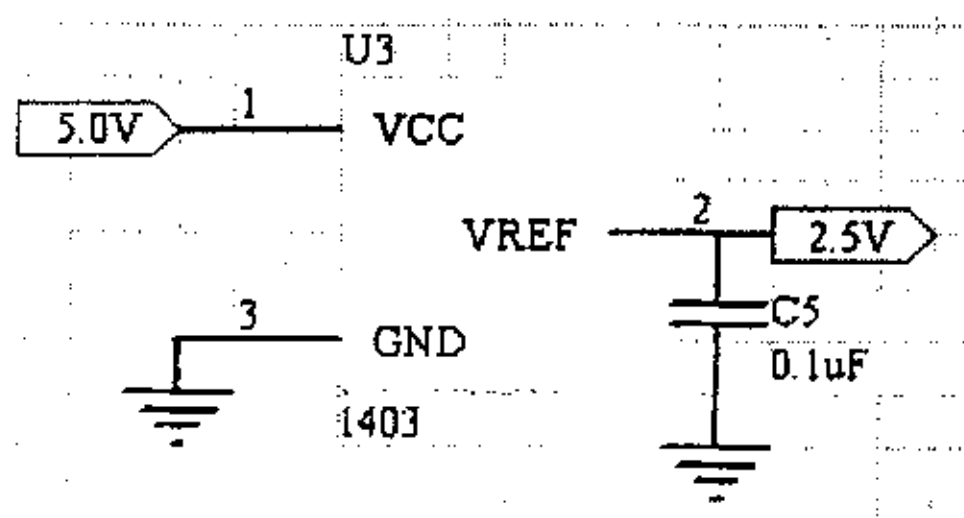 U3
1
5.0V
VCC
2
VREF
2.5V
3
C5
GND
0.1uF
1403